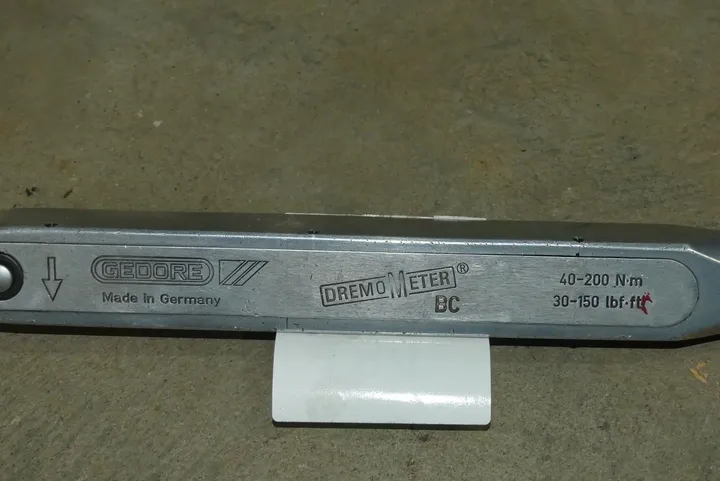 GEDORE
Made in Germany
DREMOMETER®
BC
40-200 N·m
30-150 lbf·ft